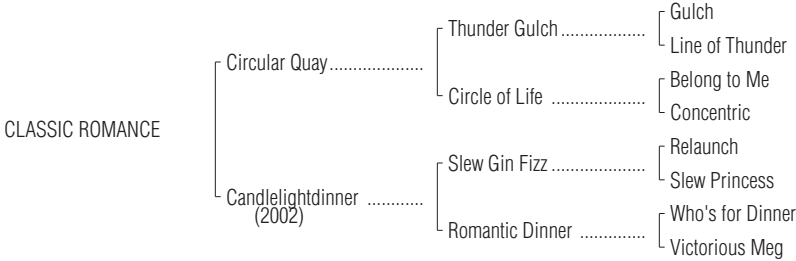 Gulch
Thunder Gulch...................
Line of Thunder
Circular Quay.....................
Belong to Me
Circle of Life .....................
Concentric
CLASSIC ROMANCE
Relaunch
Slew Gin Fizz.....................
Slew Princess
Candlelightdinner ............
(2002)
Who's for Dinner
Romantic Dinner ..............
Victorious Meg